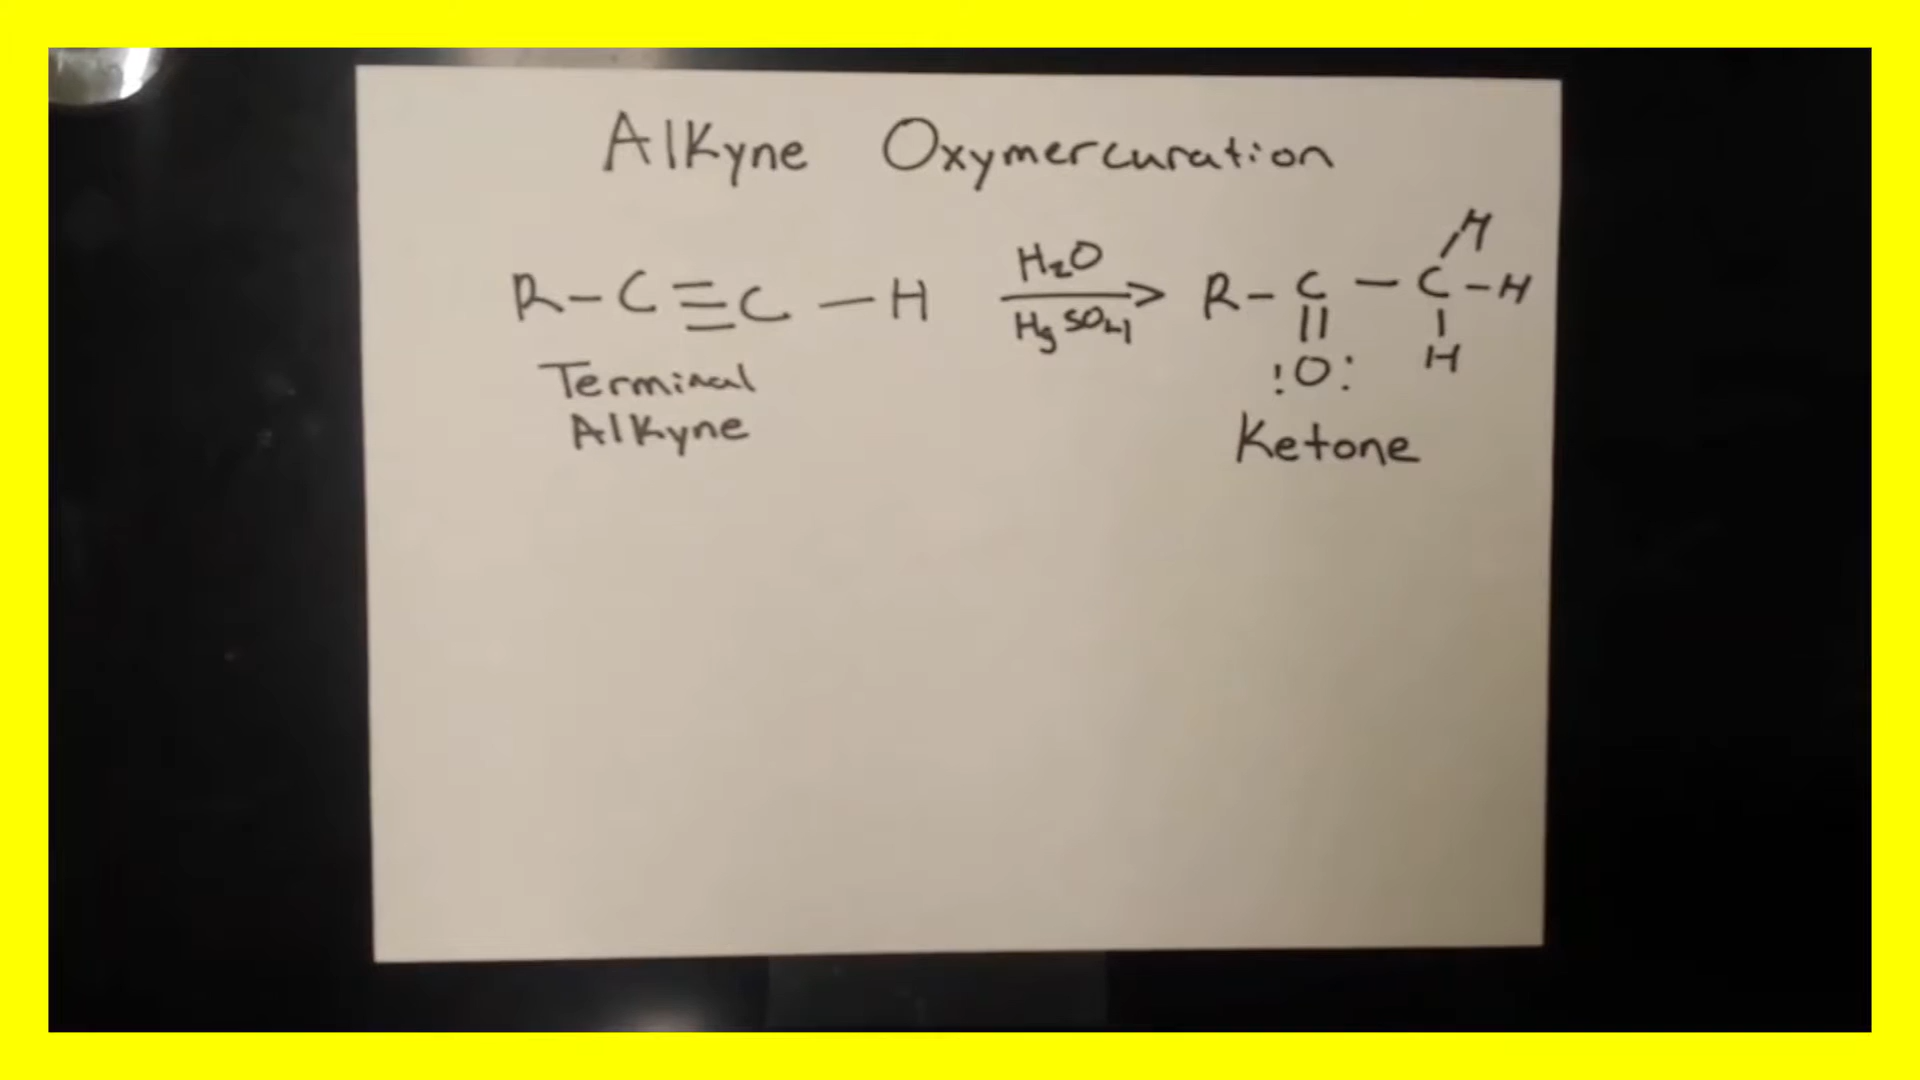 Alkyne Oxymercuration
R-C≡C-H H₂O R-C-C-H
HgSO₄ H
|| H
:O:
Terminal
Alkyne
Ketone